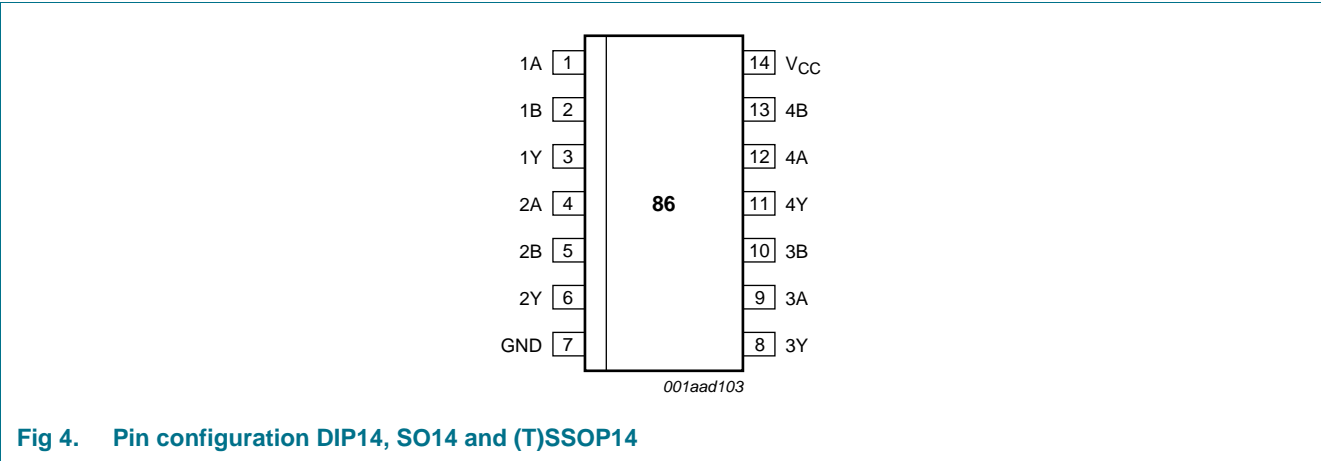 1A 1 14 VCC
1B 2 13 4B
1Y 3 12 4A
2A 4 86 11 4Y
2B 5 10 3B
2Y 6 9 3A
GND 7 8 3Y
001aad103
Fig 4. Pin configuration DIP14, SO14 and (T)SSOP14